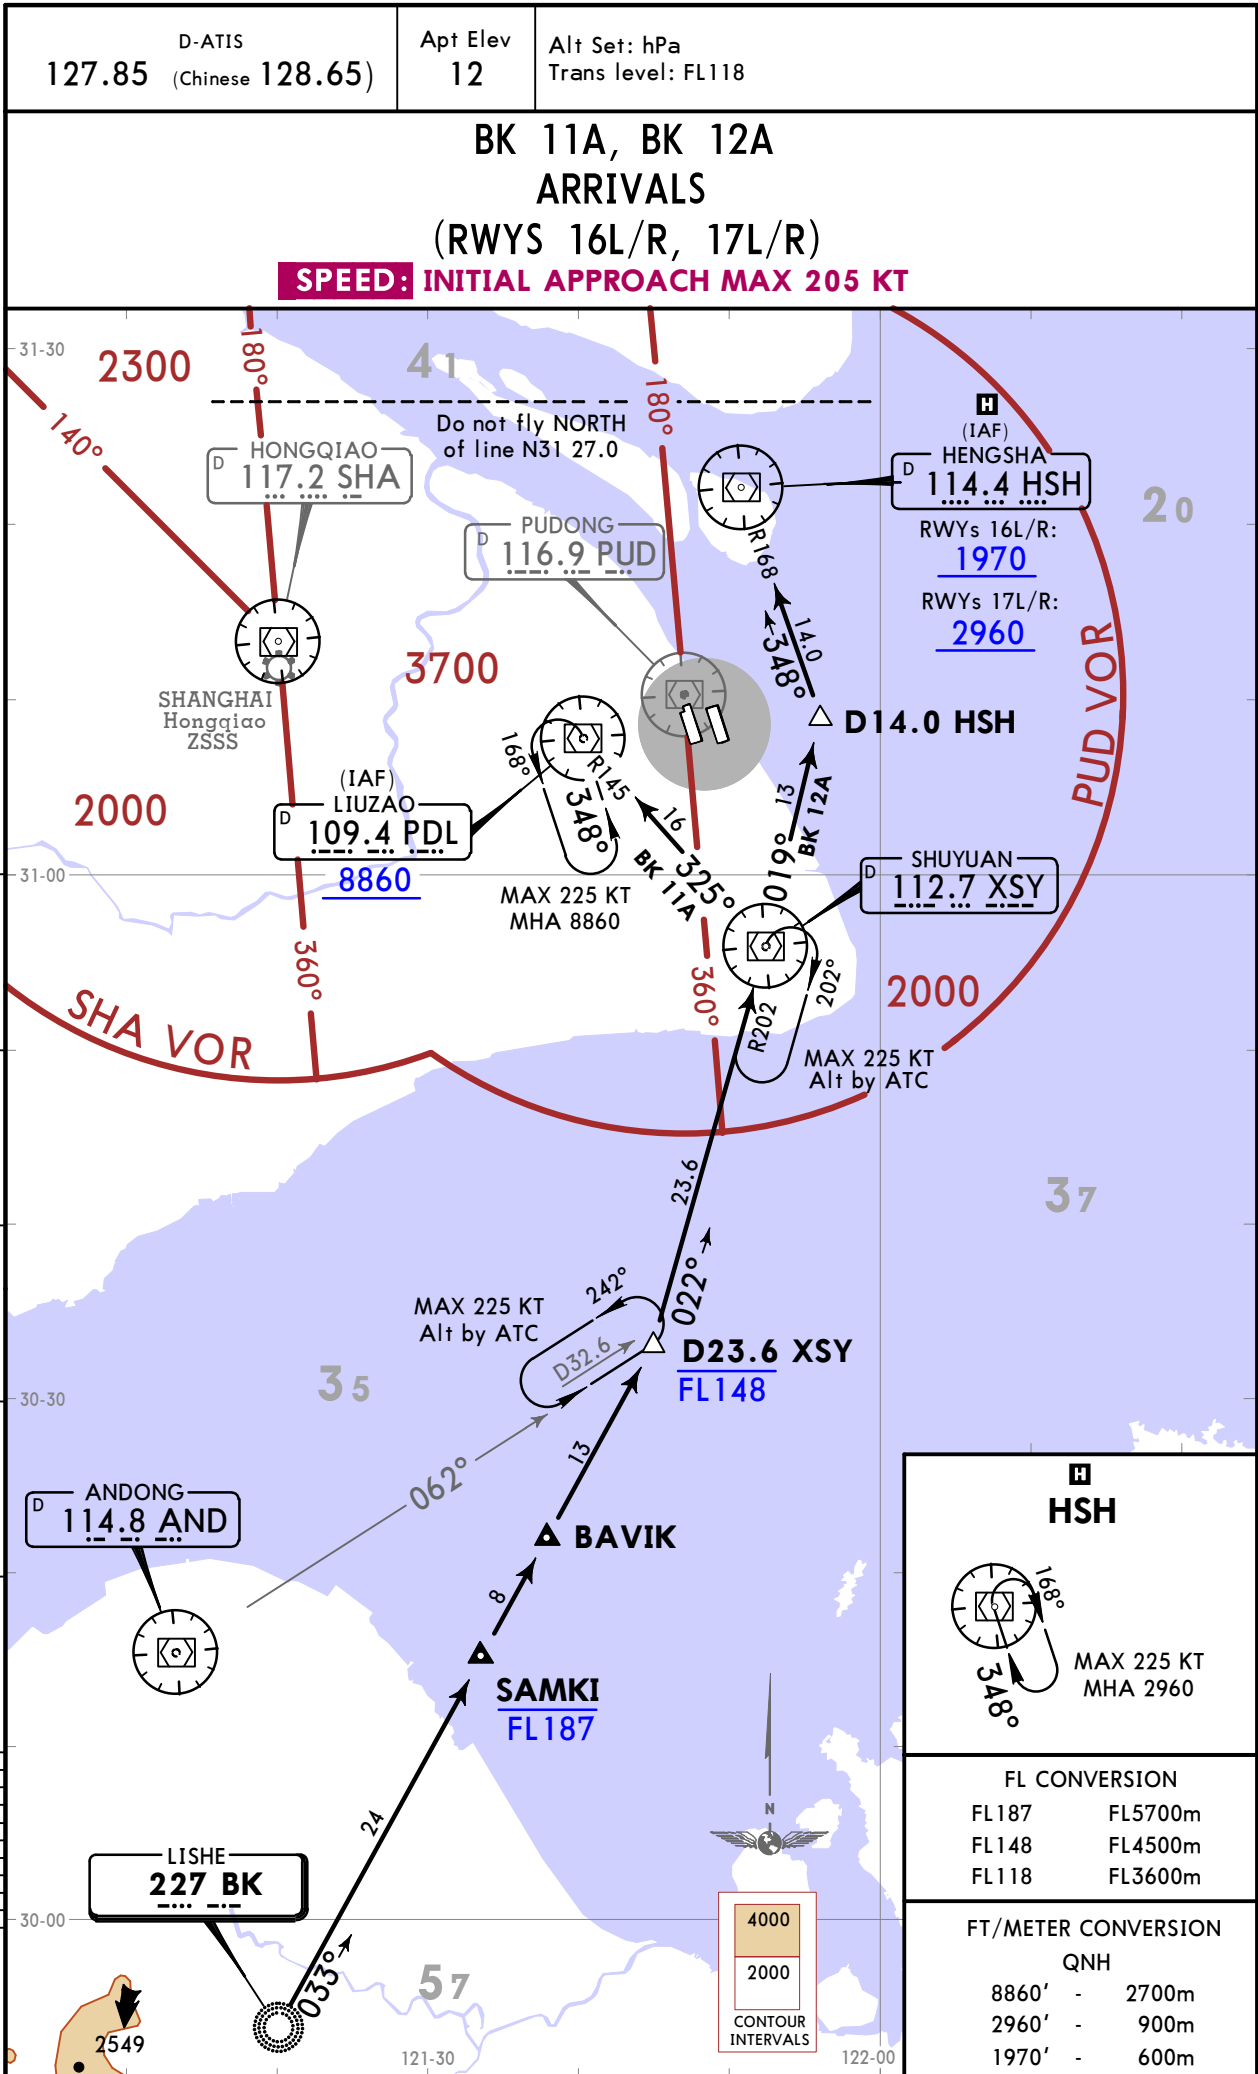 D-ATIS
127.85 (Chinese 128.65)
Apt Elev
12
Alt Set: hPa
Trans level: FL118
BK 11A, BK 12A
ARRIVALS
(RWYS 16L/R, 17L/R)
SPEED: INITIAL APPROACH MAX 205 KT
31-30
2300
180°
41
180°
140°
Do not fly NORTH
of line N31 27.0
H
(IAF)
HENGSHA
D 114.4 HSH
RWYs 16L/R:
1970
RWYs 17L/R:
2960
20
HONGQIAO
D 117.2 SHA
PUDONG
D 116.9 PUD
R168
14.0
348°
SHANGHAI
Hongqiao
ZSSS
3700
PUD VOR
D14.0 HSH
168°
R145
348°
2000
(IAF)
LIUZAO
D 109.4 PDL
8860
16
325°
BK 11A
13
019°
BK 12A
31-00
MAX 225 KT
MHA 8860
SHUYUAN
D 112.7 XSY
360°
360°
202°
R202
2000
SHA VOR
MAX 225 KT
Alt by ATC
23.6
37
022°
242°
MAX 225 KT
Alt by ATC
D32.6
D23.6 XSY
FL148
35
30-30
13
062°
ANDONG
D 114.8 AND
BAVIK
8
SAMKI
FL187
24
LISHE
227 BK
30-00
033°
57
2549
121-30
122-00
N
4000
2000
CONTOUR
INTERVALS
H
HSH
168°
348°
MAX 225 KT
MHA 2960
FL CONVERSION
FL187 FL5700m
FL148 FL4500m
FL118 FL3600m
FT/METER CONVERSION
QNH
8860' - 2700m
2960' - 900m
1970' - 600m